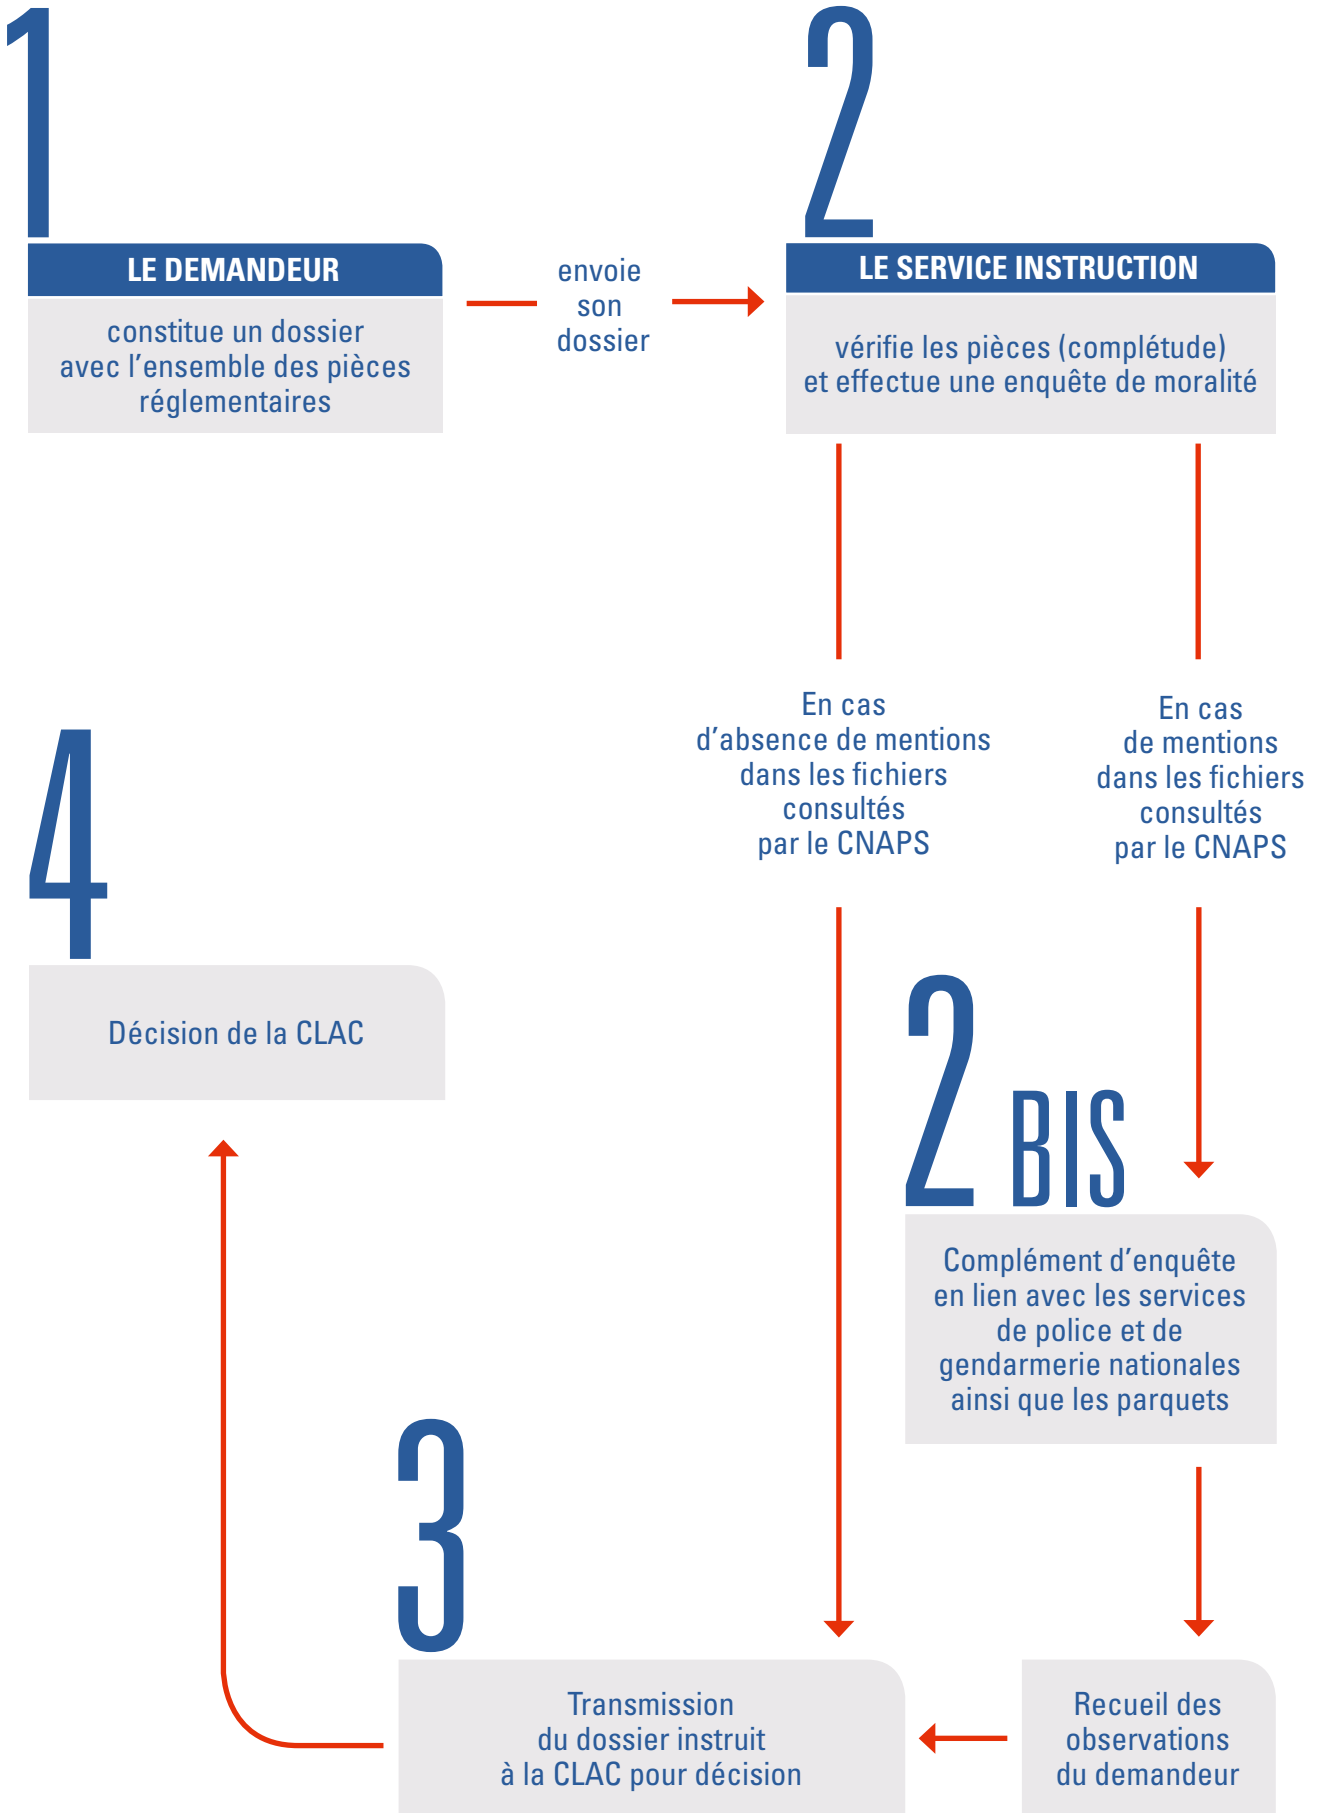 1
LE DEMANDEUR
constitue un dossier
avec l’ensemble des pièces
réglementaires
envoie
son
dossier
2
LE SERVICE INSTRUCTION
vérifie les pièces (complétude)
et effectue une enquête de moralité
En cas
d’absence de mentions
dans les fichiers
consultés
par le CNAPS
En cas
de mentions
dans les fichiers
consultés
par le CNAPS
2 BIS
Complément d’enquête
en lien avec les services
de police et de
gendarmerie nationales
ainsi que les parquets
Recueil des
observations
du demandeur
3
Transmission
du dossier instruit
à la CLAC pour décision
4
Décision de la CLAC